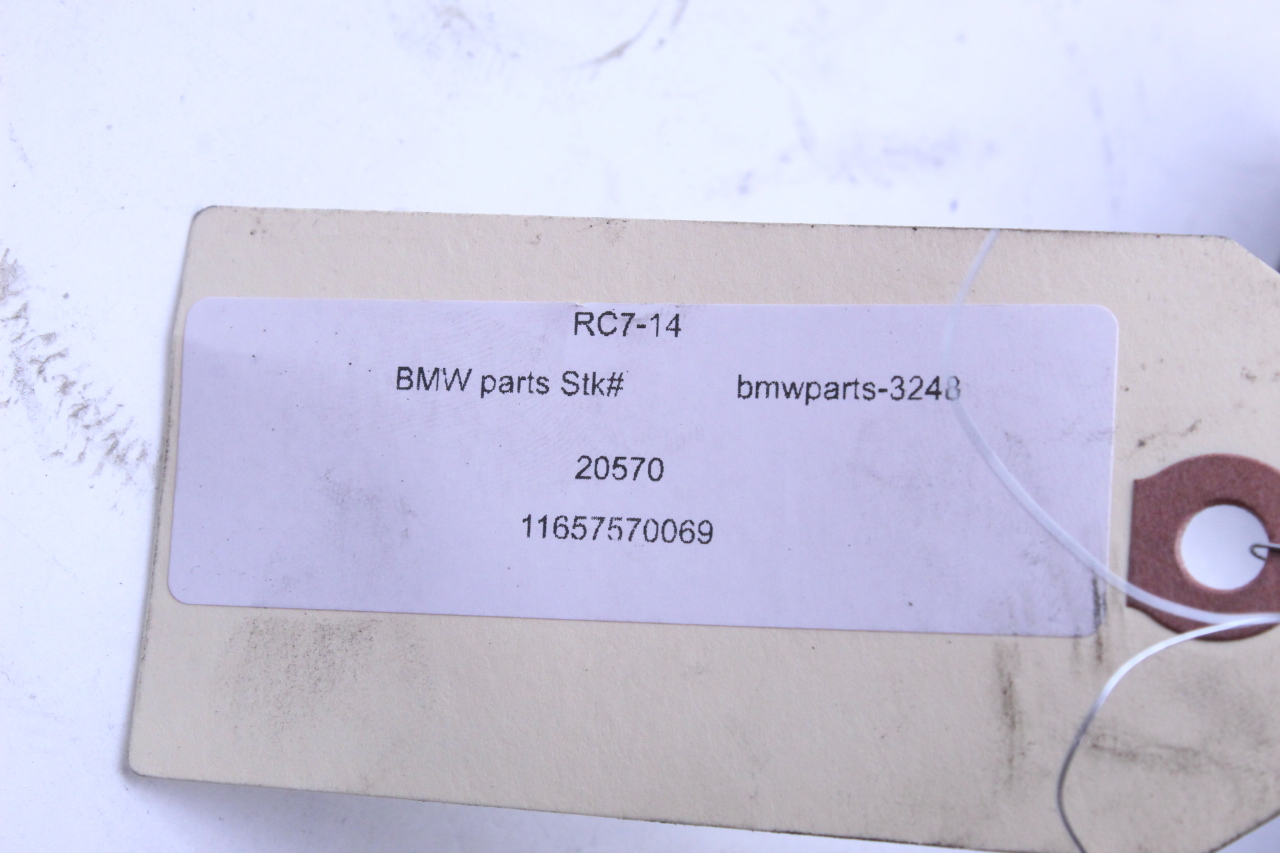 RC7-14
BMW parts Stk# bmwparts-3248
20570
11657570069